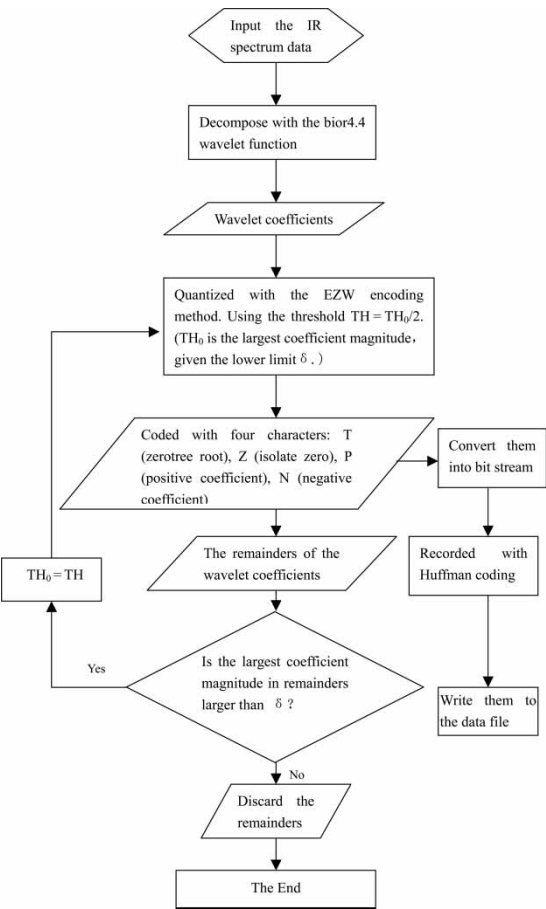 Input the IR
spectrum data
Decompose with the bior4.4
wavelet function
Wavelet coefficients
Quantized with the EZW encoding
method. Using the threshold TH = TH₀/2.
(TH₀ is the largest coefficient magnitude，
given the lower limit δ .)
Coded with four characters: T
(zerotree root), Z (isolate zero), P
(positive coefficient), N (negative
coefficient)
Convert them
into bit stream
The remainders of the
wavelet coefficients
Recorded with
Huffman coding
TH₀ = TH
Yes
Is the largest coefficient
magnitude in remainders
larger than δ ?
Write them to
the data file
No
Discard the
remainders
The End